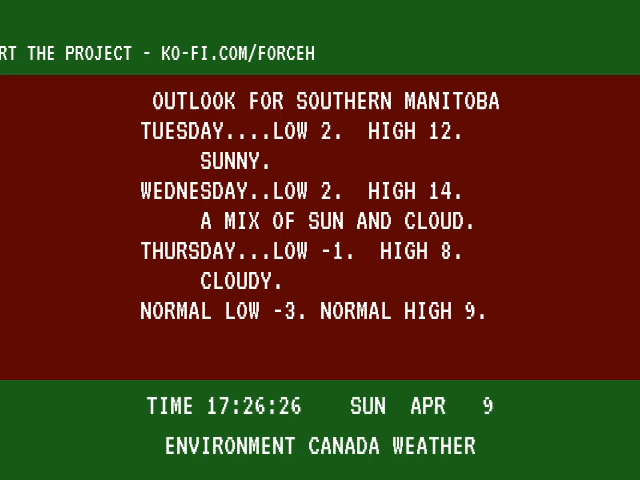 RT THE PROJECT - KO-FI.COM/FORCEH
OUTLOOK FOR SOUTHERN MANITOBA
TUESDAY....LOW 2.  HIGH 12.
SUNNY.
WEDNESDAY..LOW 2.  HIGH 14.
A MIX OF SUN AND CLOUD.
THURSDAY...LOW -1.  HIGH 8.
CLOUDY.
NORMAL LOW -3. NORMAL HIGH 9.
TIME 17:26:26    SUN  APR   9
ENVIRONMENT CANADA WEATHER